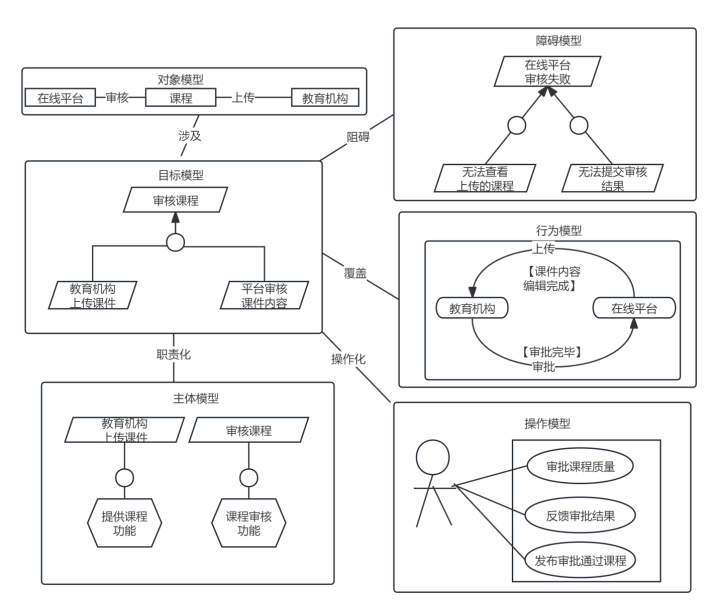 对象模型
在线平台
审核
课程
上传
教育机构
涉及
阻碍
障碍模型
在线平台
审核失败
无法查看
上传的课程
无法提交审核
结果
目标模型
审核课程
教育机构
上传课件
平台审核
课件内容
覆盖
行为模型
上传
【课件内容
编辑完成】
教育机构
在线平台
【审批完毕】
审批
职责化
操作化
主体模型
教育机构
上传课件
审核课程
提供课程
功能
课程审核
功能
操作模型
审批课程质量
反馈审批结果
发布审批通过课程